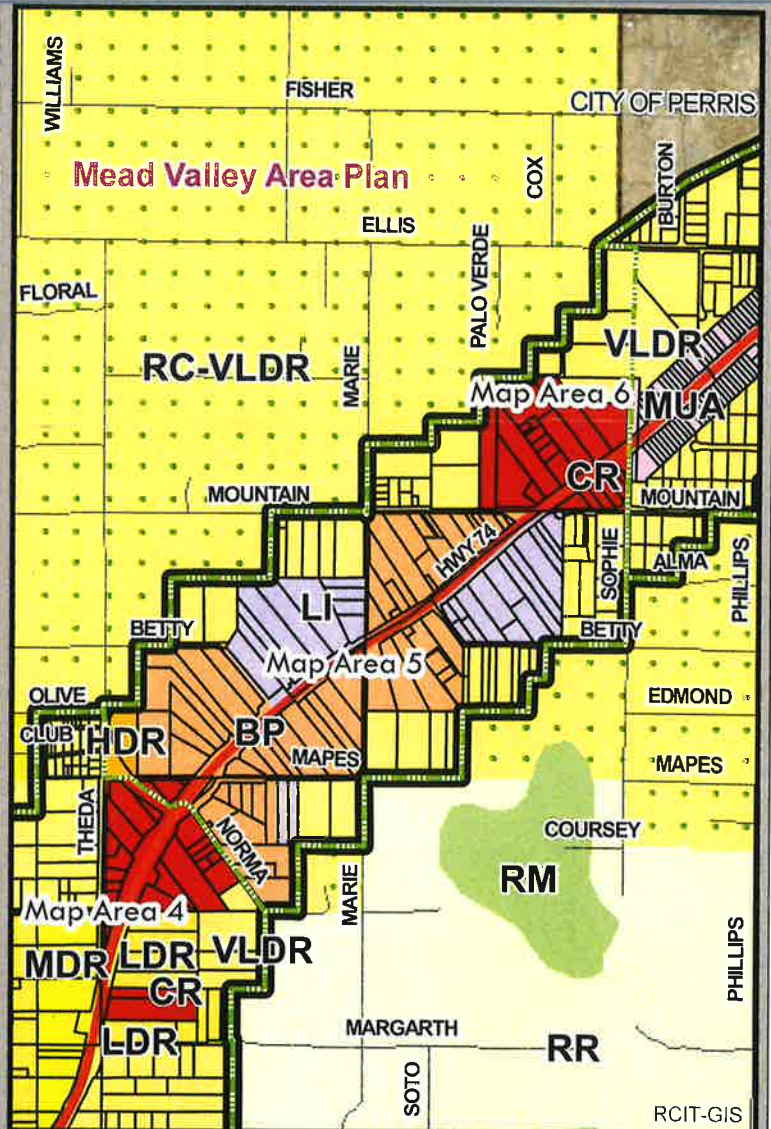 WILLIAMS
FISHER
CITY OF PERRIS
Mead Valley Area Plan
COX
BURTON
ELLIS
PALO VERDE
FLORAL
VLDR
RC-VLDR
MARIE
Map Area 6
MUA
CR
MOUNTAIN
MOUNTAIN
HWY 74
SOPHIE
ALMA
PHILLIPS
LI
BETTY
BETTY
Map Area 5
OLIVE
EDMOND
CLUB
HDR
BP
MAPES
MAPES
THEDA
NORMA
COURSEY
RM
MARIE
Map Area 4
PHILLIPS
MDR
LDR
VLDR
CR
LDR
MARGARTH
RR
SOTO
RCIT-GIS